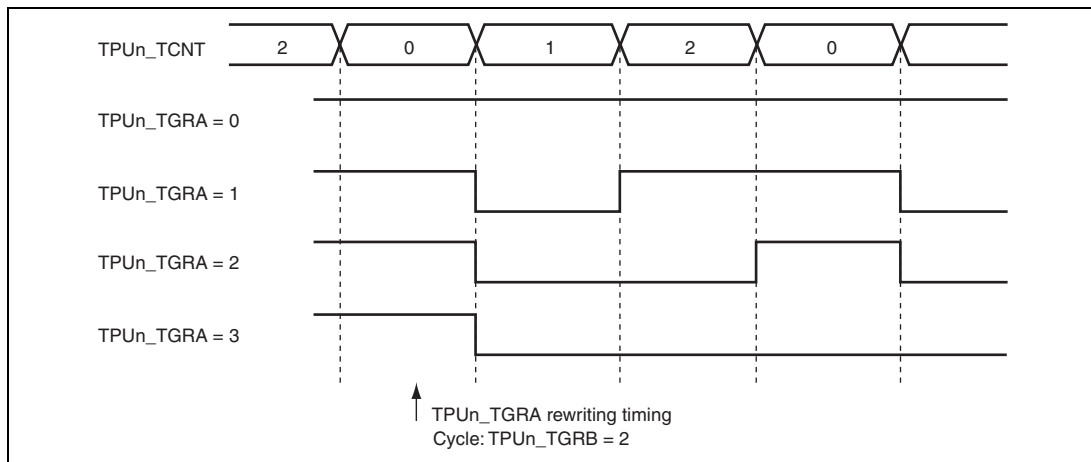 TPUn_TCNT 2 0 1 2 0
TPUn_TGRA = 0
TPUn_TGRA = 1
TPUn_TGRA = 2
TPUn_TGRA = 3
TPUn_TGRA rewriting timing
Cycle: TPUn_TGRB = 2